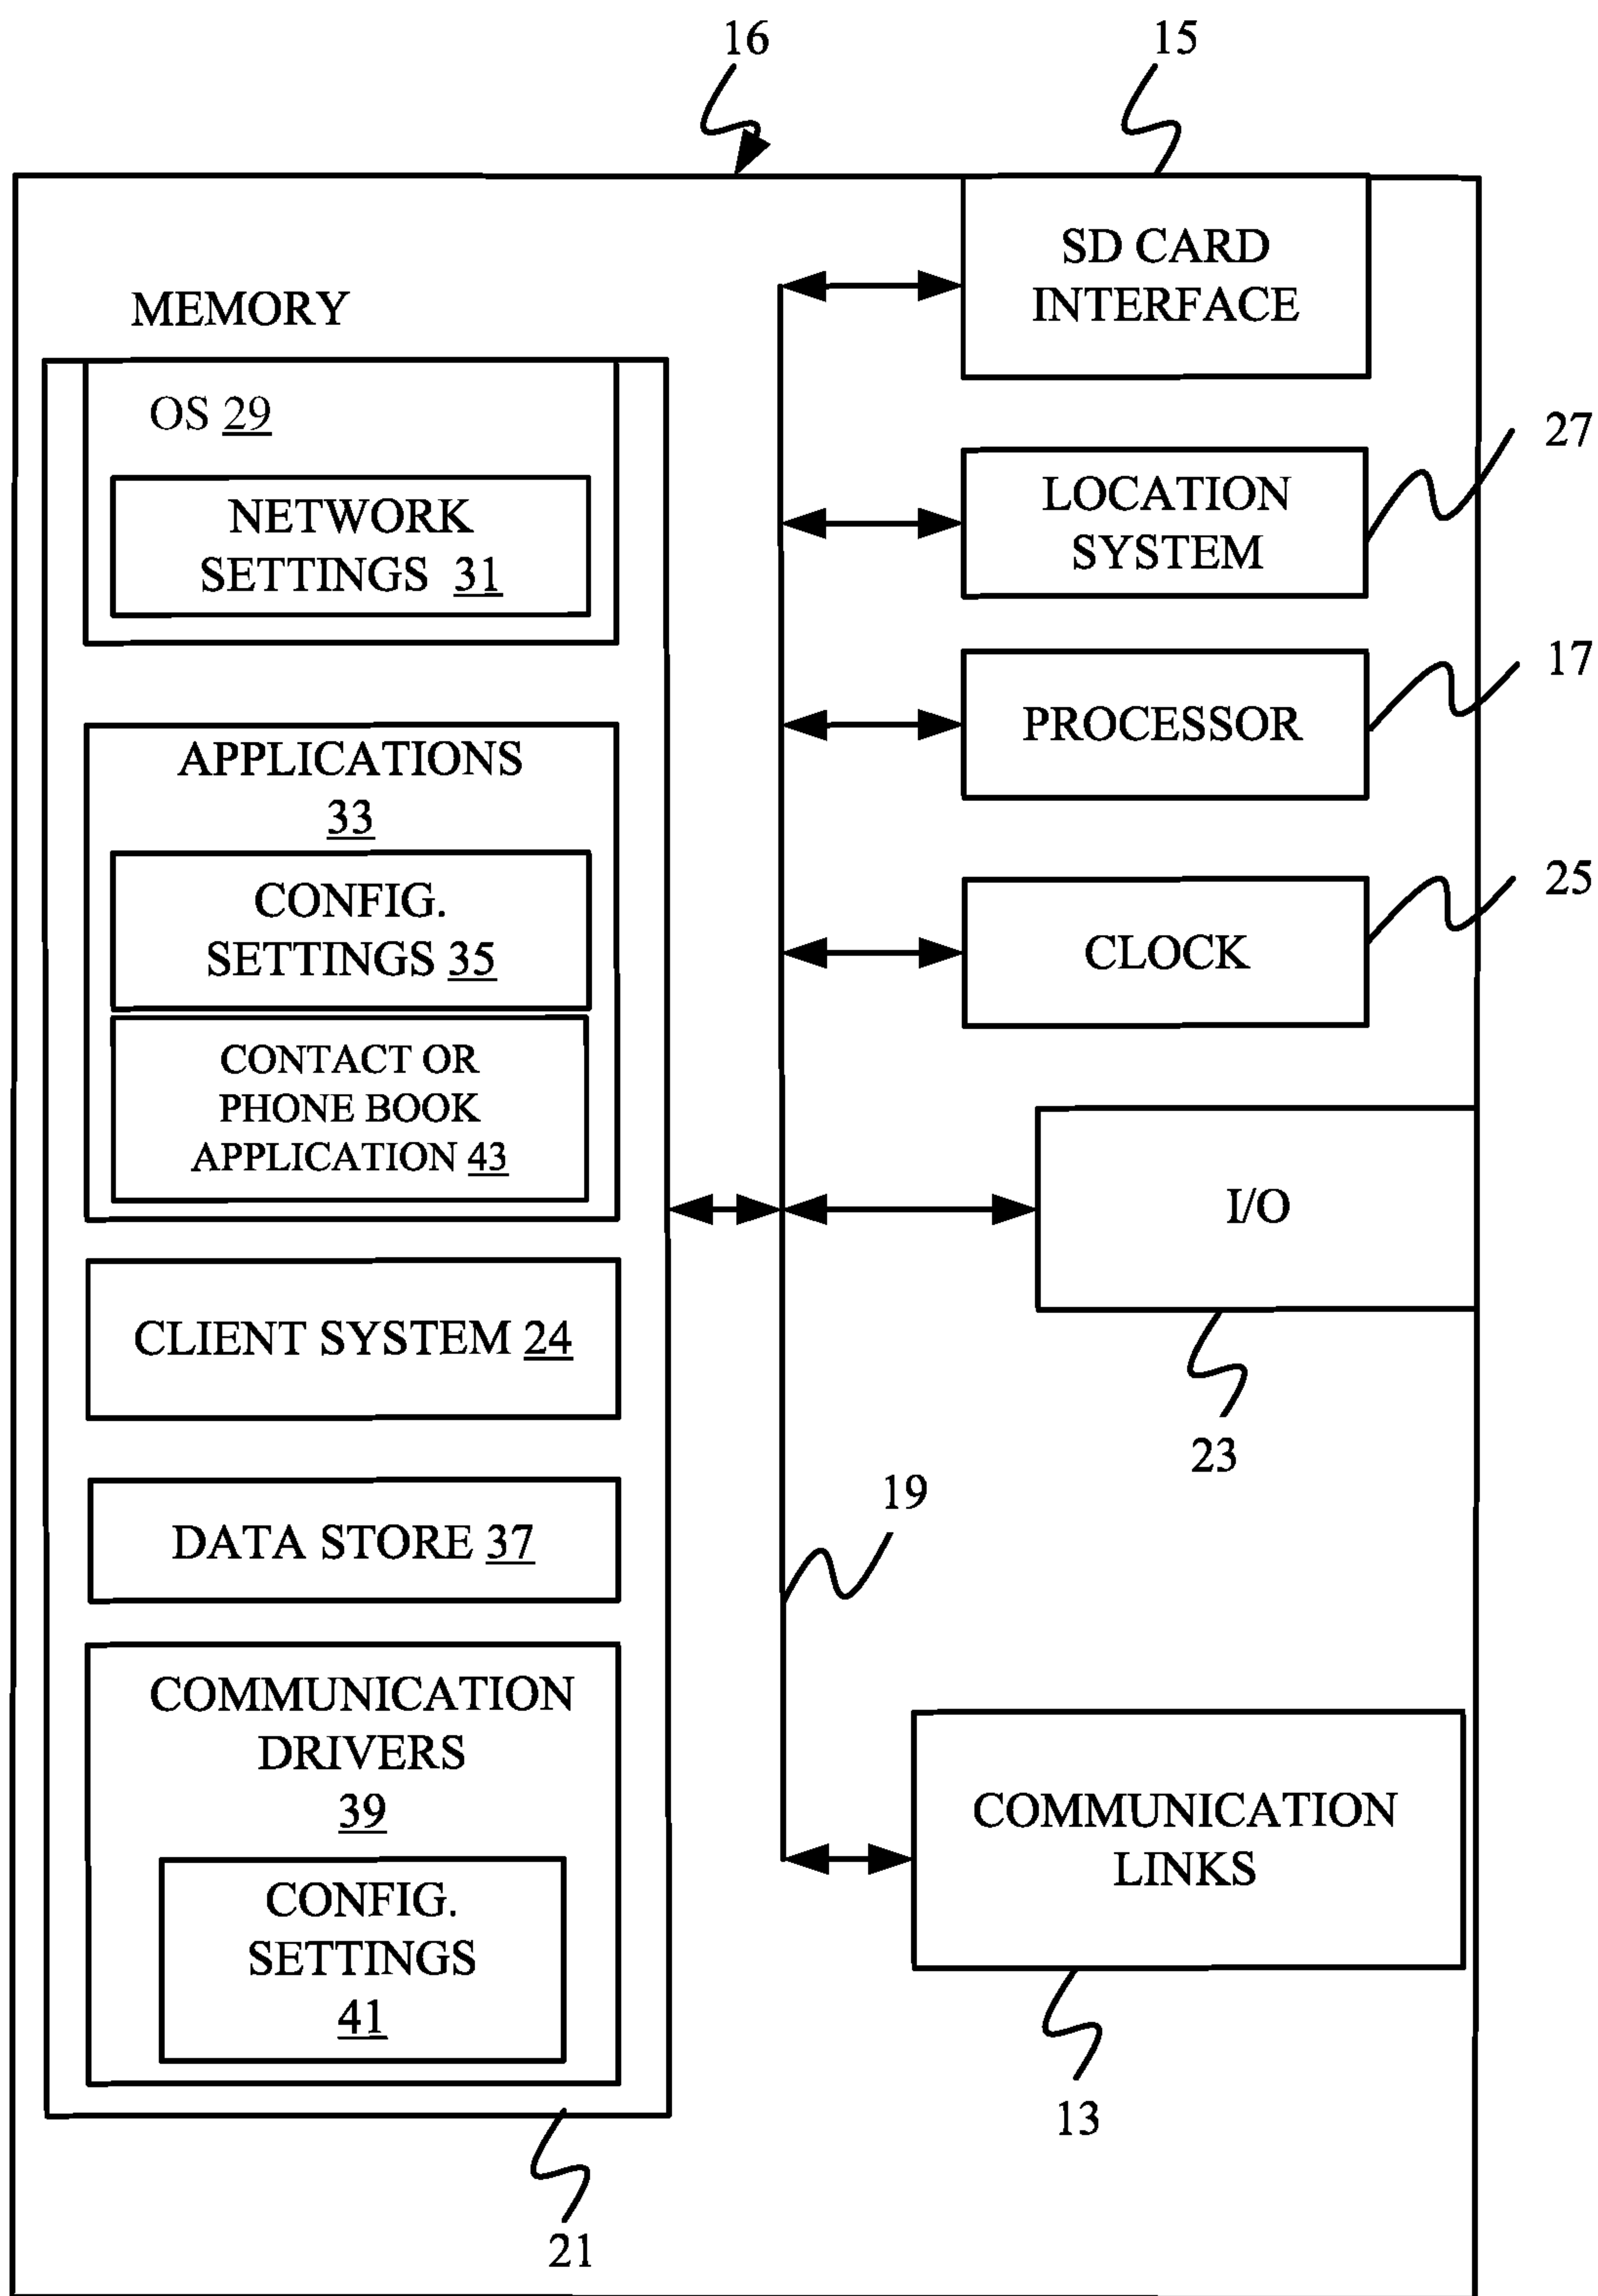 16
15
SD CARD
INTERFACE
MEMORY
OS 29
NETWORK
SETTINGS 31
LOCATION
SYSTEM
27
PROCESSOR
17
APPLICATIONS
33
CONFIG.
SETTINGS 35
CONTACT OR
PHONE BOOK
APPLICATION 43
CLOCK
25
I/O
23
CLIENT SYSTEM 24
DATA STORE 37
19
COMMUNICATION
DRIVERS
39
CONFIG.
SETTINGS
41
COMMUNICATION
LINKS
13
21